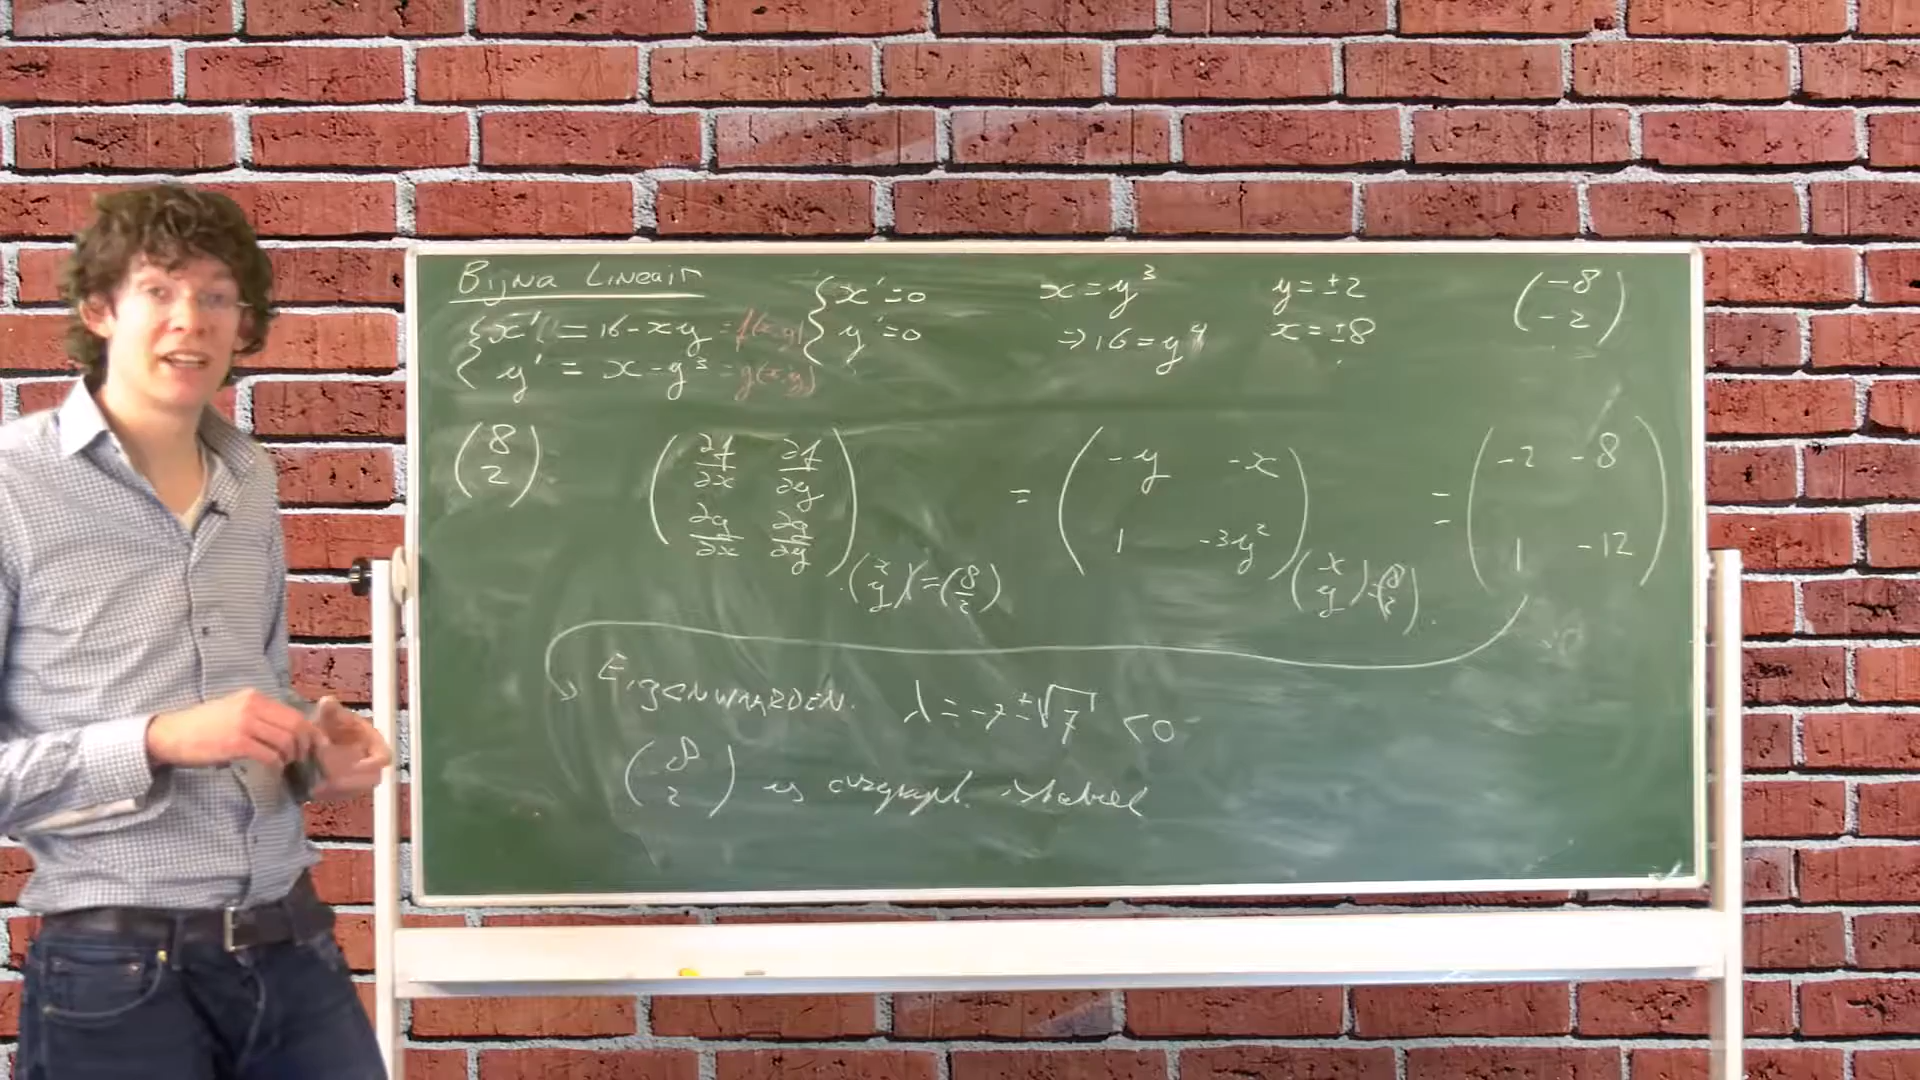 Bijna Lineair
{ x' = 16 - xy = f(x,y)
y' = x - y³ = g(x,y)
{ x' = 0
y' = 0
x = y³
⇒ 16 = y⁴
y = ±2
x = ±8
(-8
-2)
(8
2)
(∂f/∂x ∂f/∂y
∂g/∂x ∂g/∂y) (x y) = (8 2)
= (-y -x
1 -3y²) (x y) = (8 2)
= (-2 -8
1 -12)
Eigenwaarden. λ = -7 ± √7 < 0
(8
2) is asympt. stabiel